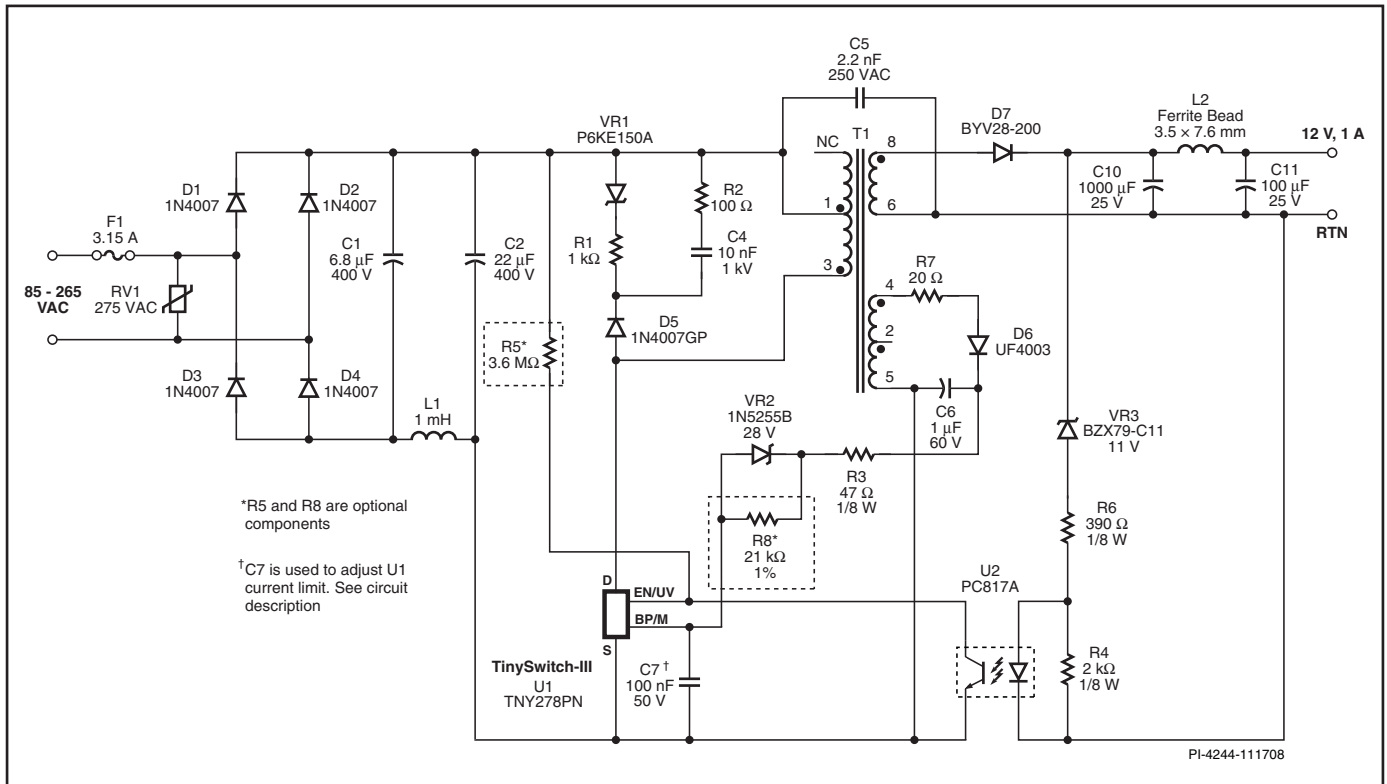 C5
2.2 nF
250 VAC
VR1
P6KE150A
NC
T1
8
D7
BYV28-200
L2
Ferrite Bead
3.5 × 7.6 mm
12 V, 1 A
D1
1N4007
D2
1N4007
F1
3.15 A
R2
100 Ω
C10
1000 µF
25 V
C11
100 µF
25 V
1
6
RTN
C1
6.8 µF
400 V
C2
22 µF
400 V
R1
1 kΩ
C4
10 nF
1 kV
3
85 - 265
VAC
RV1
275 VAC
R7
20 Ω
4
2
5
D5
1N4007GP
D6
UF4003
R5*
3.6 MΩ
D3
1N4007
D4
1N4007
L1
1 mH
VR2
1N5255B
28 V
C6
1 µF
60 V
VR3
BZX79-C11
11 V
R3
47 Ω
1/8 W
*R5 and R8 are optional
components
R8*
21 kΩ
1%
R6
390 Ω
1/8 W
†C7 is used to adjust U1
current limit. See circuit
description
D
EN/UV
BP/M
S
U2
PC817A
TinySwitch-III
U1
TNY278PN
C7†
100 nF
50 V
R4
2 kΩ
1/8 W
PI-4244-111708